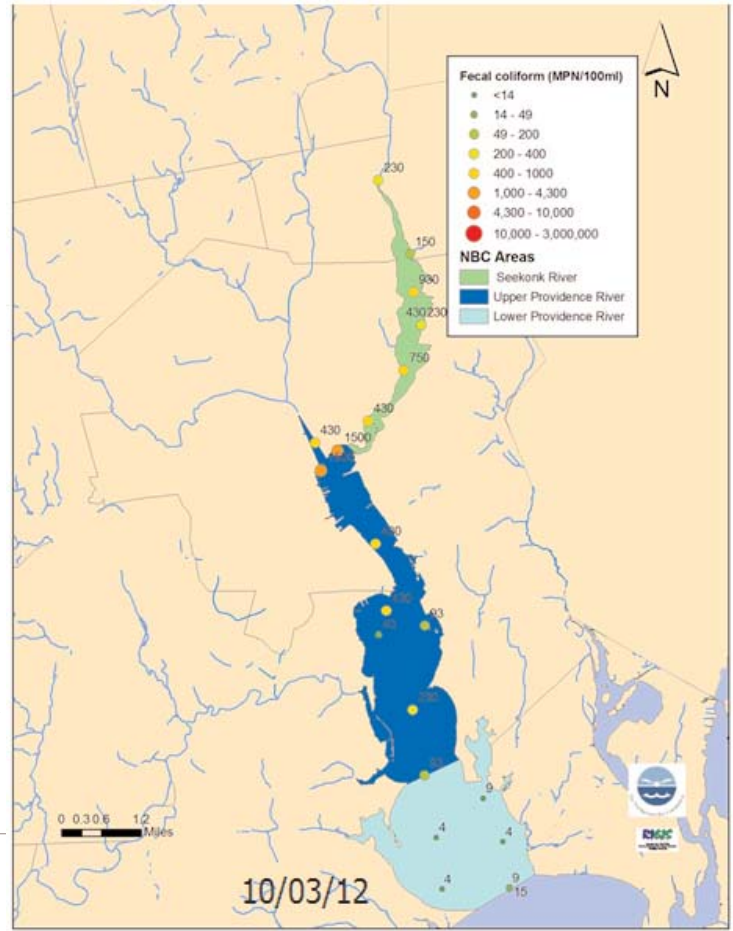 Fecal coliform (MPN/100ml)
<14
14 - 49
49 - 200
200 - 400
400 - 1000
1,000 - 4,300
4,300 - 10,000
10,000 - 3,000,000
NBC Areas
Seekonk River
Upper Providence River
Lower Providence River
N
230
150
930
430 230
750
430
430
1500
93
9
4
4
4
9
15
0 0.3 0.6 1.2
Miles
10/03/12